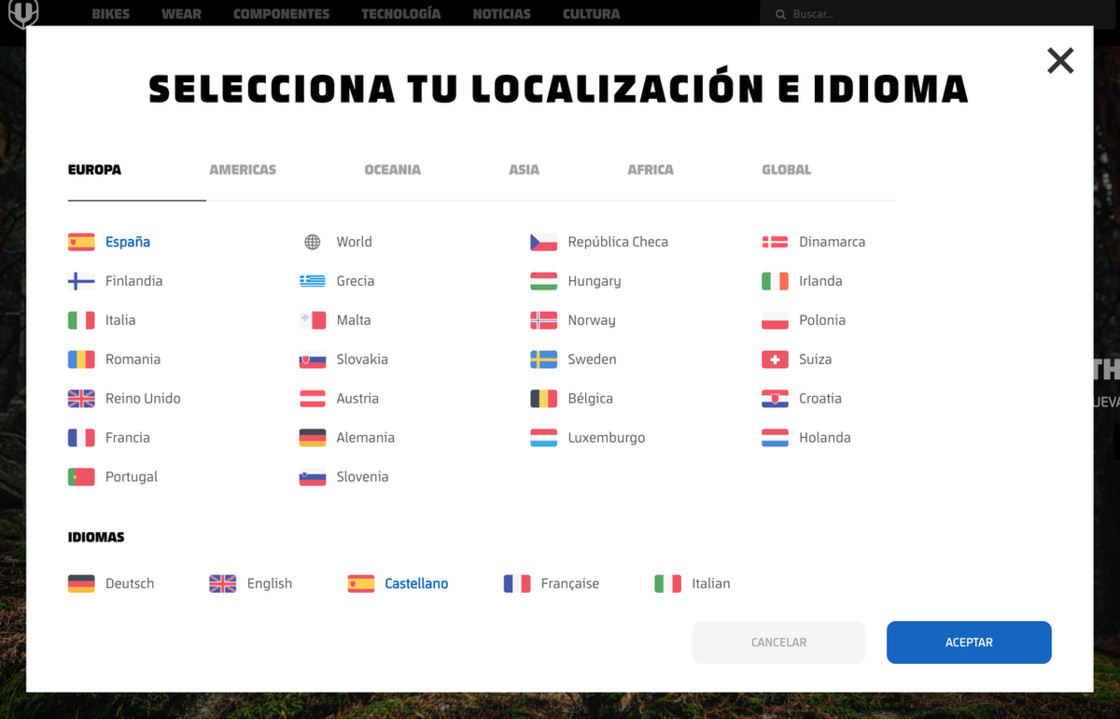 BIKES WEAR COMPONENTES TECNOLOGÍA NOTICIAS CULTURA Buscar...
SELECCIONA TU LOCALIZACIÓN E IDIOMA
EUROPA AMERICAS OCEANIA ASIA AFRICA GLOBAL
España World República Checa Dinamarca
Finlandia Grecia Hungary Irlanda
Italia Malta Norway Polonia
Romania Slovakia Sweden Suiza
Reino Unido Austria Bélgica Croatia
Francia Alemania Luxemburgo Holanda
Portugal Slovenia
IDIOMAS
Deutsch English Castellano Française Italian
CANCELAR ACEPTAR